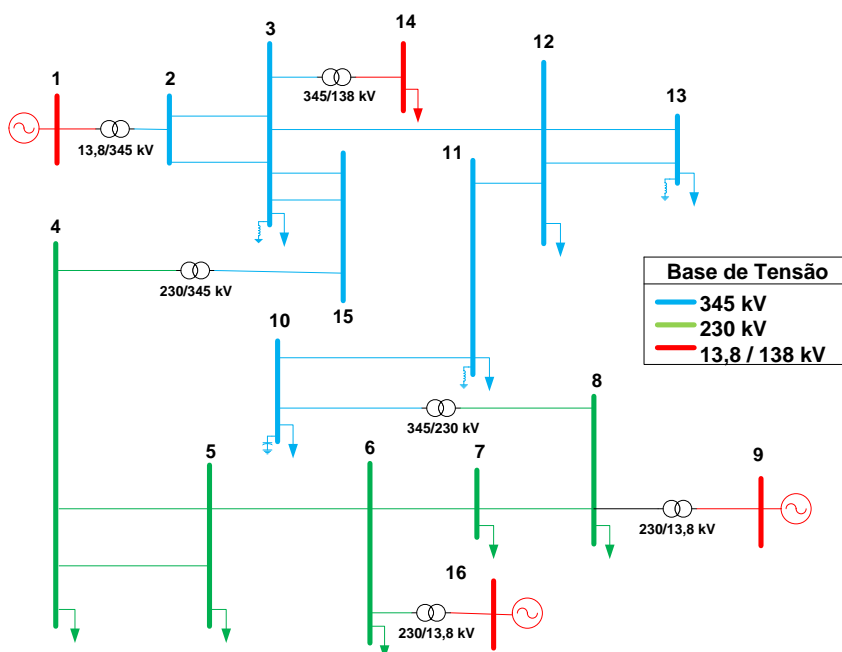 14
3
12
1
2
13
345/138 kV
13,8/345 kV
11
4
Base de Tensão
345 kV
230 kV
13,8 / 138 kV
230/345 kV
15
10
8
345/230 kV
5
6
7
9
230/13,8 kV
16
230/13,8 kV